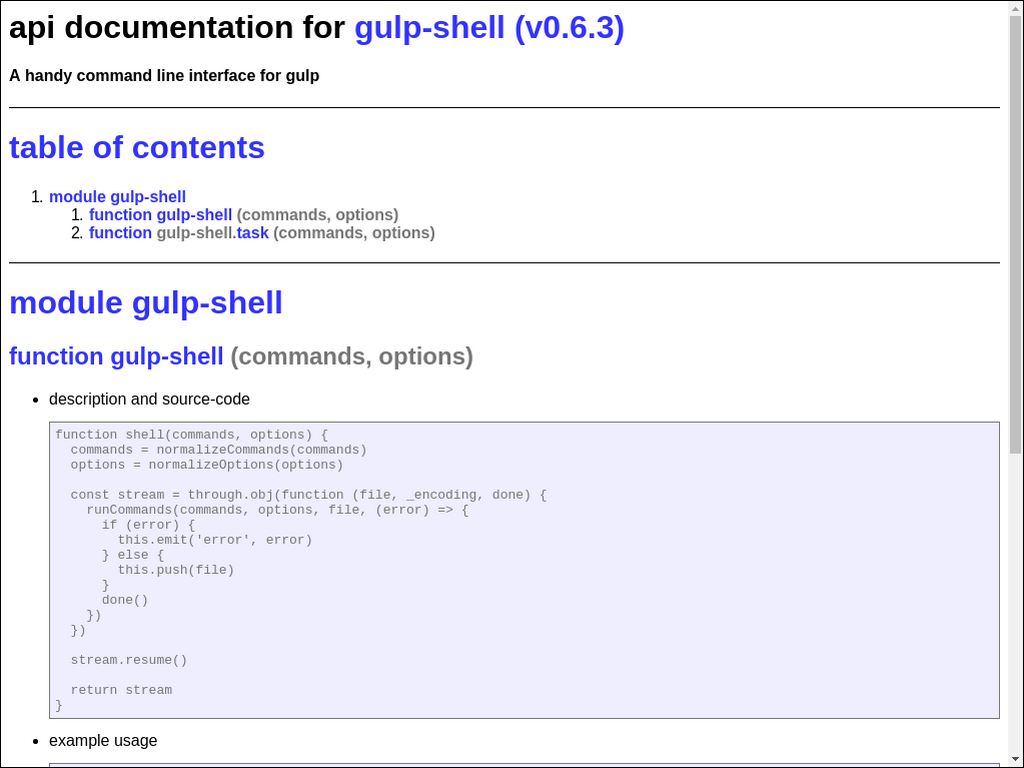 api documentation for gulp-shell (v0.6.3)
A handy command line interface for gulp
table of contents
1. module gulp-shell
1. function gulp-shell (commands, options)
2. function gulp-shell.task (commands, options)
module gulp-shell
function gulp-shell (commands, options)
• description and source-code
function shell(commands, options) {
  commands = normalizeCommands(commands)
  options = normalizeOptions(options)

  const stream = through.obj(function (file, _encoding, done) {
    runCommands(commands, options, file, (error) => {
      if (error) {
        this.emit('error', error)
      } else {
        this.push(file)
      }
      done()
    })
  })

  stream.resume()

  return stream
}
• example usage